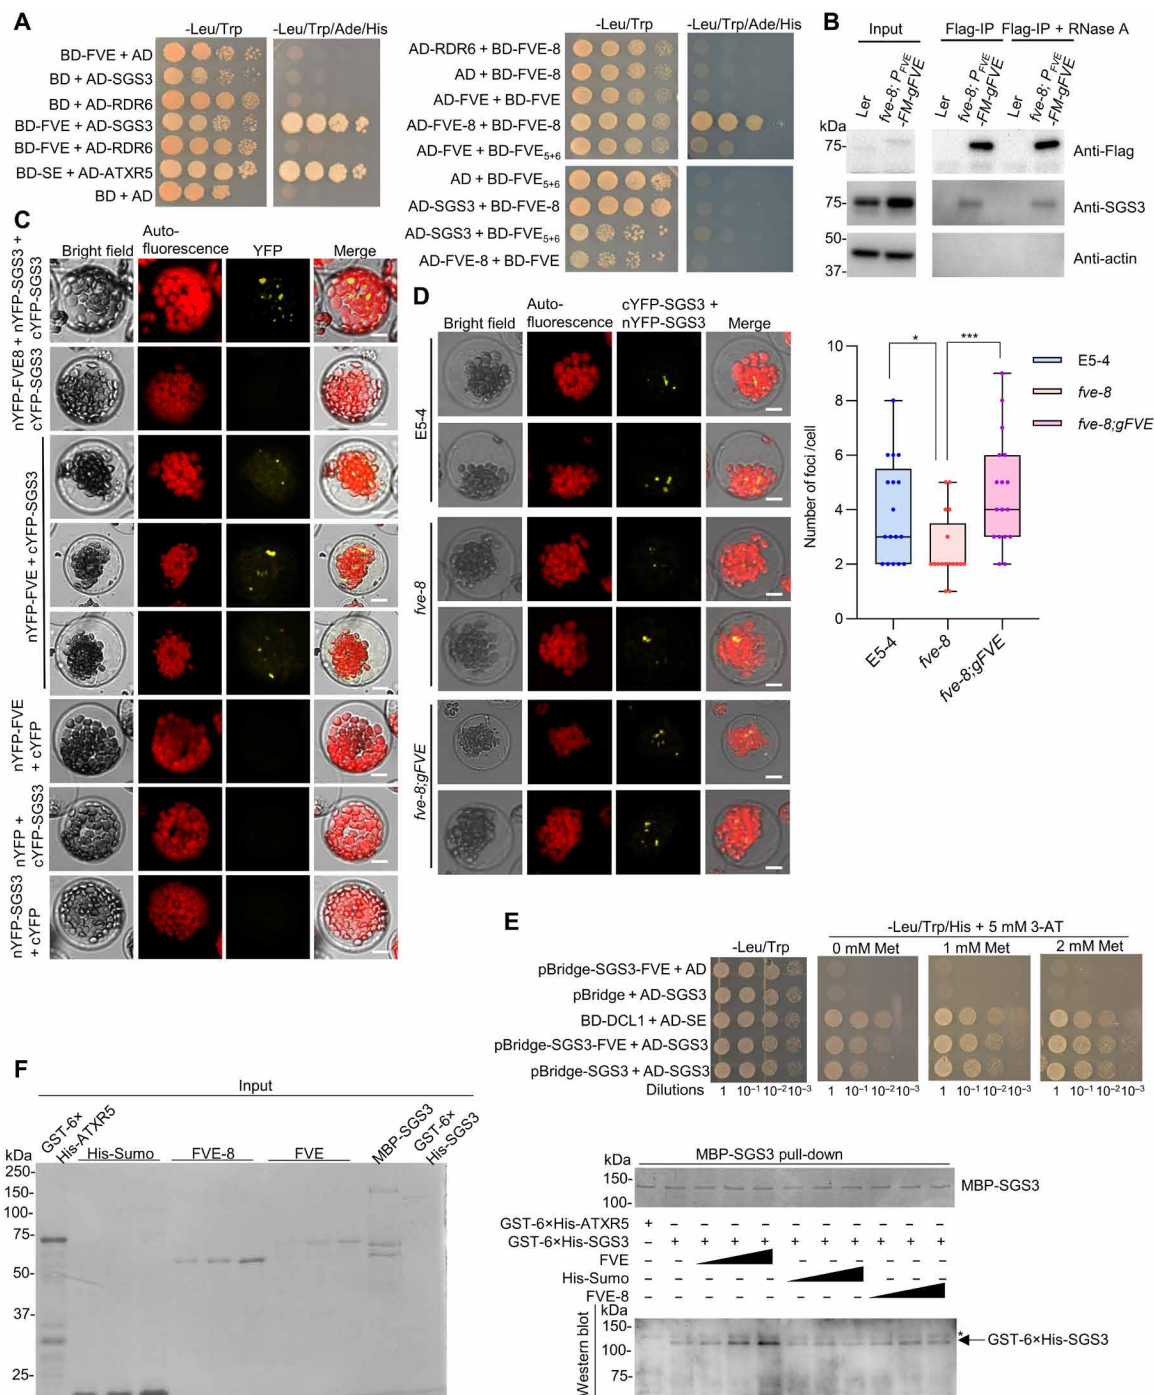 A
-Leu/Trp
-Leu/Trp/Ade/His
BD-FVE + AD
BD + AD-SGS3
BD + AD-RDR6
BD-FVE + AD-SGS3
BD-FVE + AD-RDR6
BD-SE + AD-ATXR5
BD + AD
-Leu/Trp
-Leu/Trp/Ade/His
AD-RDR6 + BD-FVE-8
AD + BD-FVE-8
AD-FVE + BD-FVE
AD-FVE-8 + BD-FVE-8
AD-FVE + BD-FVE5+6
AD + BD-FVE5+6
AD-SGS3 + BD-FVE-8
AD-SGS3 + BD-FVE5+6
AD-FVE-8 + BD-FVE
B
Input
Flag-IP
Flag-IP + RNase A
Ler
fve-8; PFVE
-FM-gFVE
Ler
fve-8; PFVE
-FM-gFVE
Ler
fve-8; PFVE
-FM-gFVE
kDa
75-
Anti-Flag
75-
Anti-SGS3
50-
37-
Anti-actin
C
Bright field
Auto-
fluorescence
YFP
Merge
nYFP-SGS3 +
cYFP-SGS3
nYFP-FVE8 +
cYFP-SGS3
nYFP-FVE + cYFP-SGS3
nYFP-FVE
+ cYFP
nYFP +
cYFP-SGS3
nYFP-SGS3
+ cYFP
D
Bright field
Auto-
fluorescence
cYFP-SGS3 +
nYFP-SGS3
Merge
E5-4
fve-8
fve-8;gFVE
Number of foci /cell
10
8
6
4
2
0
*
***
E5-4
fve-8
fve-8;gFVE
E5-4
fve-8
fve-8;gFVE
E
-Leu/Trp/His + 5 mM 3-AT
-Leu/Trp
0 mM Met
1 mM Met
2 mM Met
pBridge-SGS3-FVE + AD
pBridge + AD-SGS3
BD-DCL1 + AD-SE
pBridge-SGS3-FVE + AD-SGS3
pBridge-SGS3 + AD-SGS3
Dilutions
1 10−1 10−2 10−3
1 10−1 10−2 10−3
1 10−1 10−2 10−3
1 10−1 10−2 10−3
F
Input
GST-6×
His-ATXR5
His-Sumo
FVE-8
FVE
MBP-SGS3
GST-6×
His-SGS3
kDa
250-
150-
100-
75-
50-
37-
25-
MBP-SGS3 pull-down
kDa
150-
100-
MBP-SGS3
GST-6×His-ATXR5 + − − − − − − − − − −
GST-6×His-SGS3 − + + + + + + + + + +
FVE − − − − − − − −
His-Sumo − − − − − − − −
FVE-8 − − − − − − − −
Western blot
kDa
150-
100-
75-
*
GST-6×His-SGS3